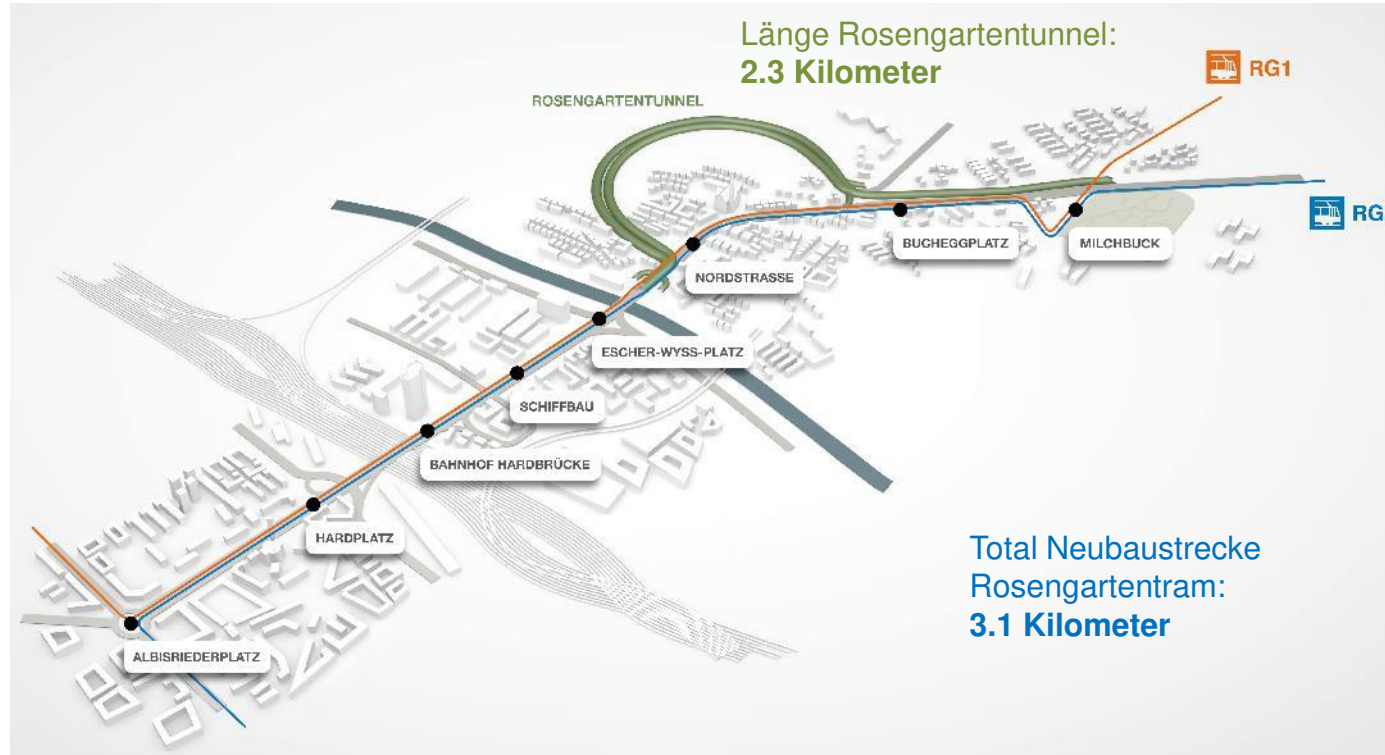 Länge Rosengartentunnel:
2.3 Kilometer
RG1
ROSENGARTENTUNNEL
RG
BUCHEGGPLATZ
MILCHBUCK
NORDSTRASSE
ESCHER-WYSS-PLATZ
SCHIFFBAU
BAHNHOF HARDBRÜCKE
HARDPLATZ
Total Neubaustrecke
Rosengartentram:
3.1 Kilometer
ALBISRIEDERPLATZ